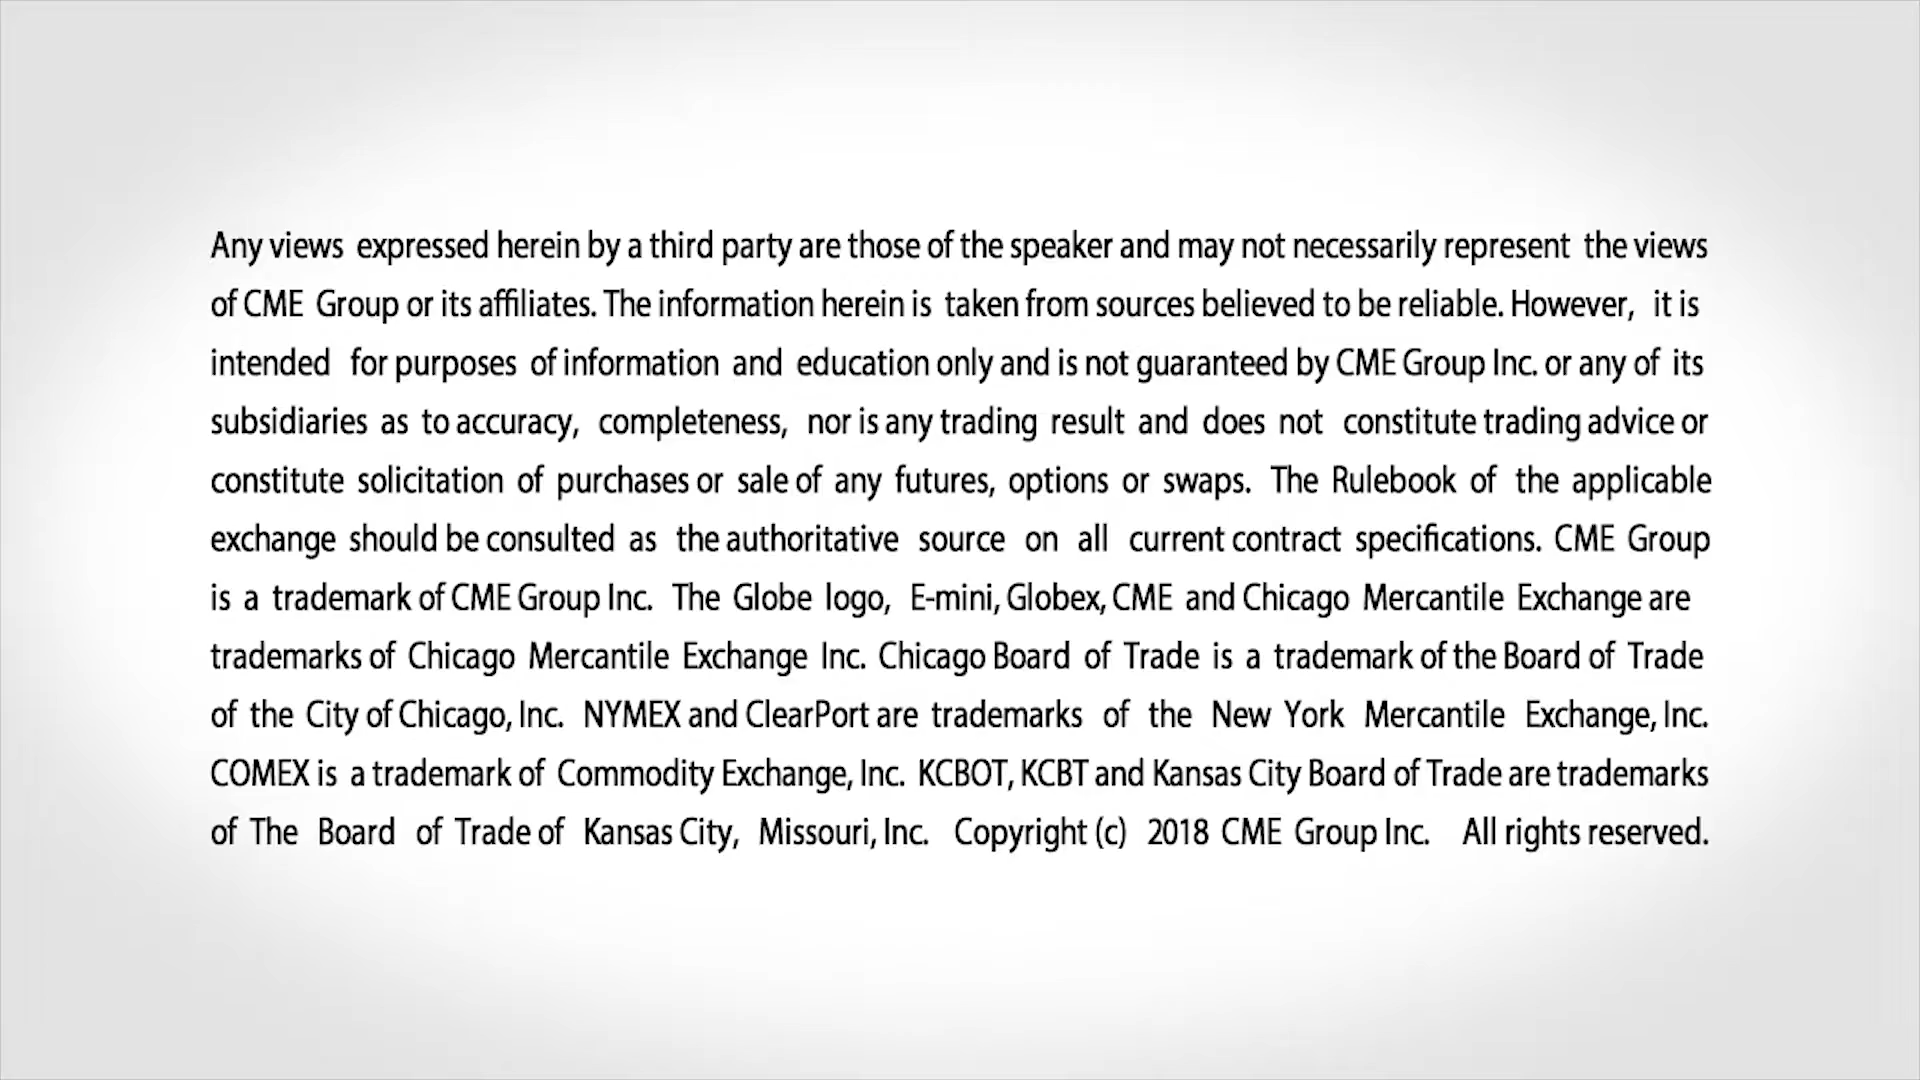 Any views expressed herein by a third party are those of the speaker and may not necessarily represent the views
of CME Group or its affiliates. The information herein is taken from sources believed to be reliable. However, it is
intended for purposes of information and education only and is not guaranteed by CME Group Inc. or any of its
subsidiaries as to accuracy, completeness, nor is any trading result and does not constitute trading advice or
constitute solicitation of purchases or sale of any futures, options or swaps. The Rulebook of the applicable
exchange should be consulted as the authoritative source on all current contract specifications. CME Group
is a trademark of CME Group Inc. The Globe logo, E-mini, Globex, CME and Chicago Mercantile Exchange are
trademarks of Chicago Mercantile Exchange Inc. Chicago Board of Trade is a trademark of the Board of Trade
of the City of Chicago, Inc. NYMEX and ClearPort are trademarks of the New York Mercantile Exchange, Inc.
COMEX is a trademark of Commodity Exchange, Inc. KCBOT, KCBT and Kansas City Board of Trade are trademarks
of The Board of Trade of Kansas City, Missouri, Inc. Copyright (c) 2018 CME Group Inc. All rights reserved.